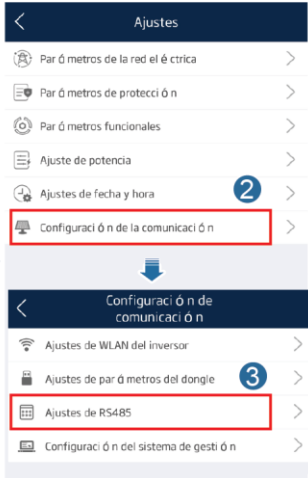 Ajustes
Par á metros de la red el é ctrica
Par á metros de protecci ó n
Par á metros funcionales
Ajuste de potencia
Ajustes de fecha y hora
2
Configuraci ó n de la comunicaci ó n
Configuraci ó n de
comunicaci ó n
Ajustes de WLAN del inversor
Ajustes de par á metros del dongle
3
Ajustes de RS485
Configuraci ó n del sistema de gesti ó n